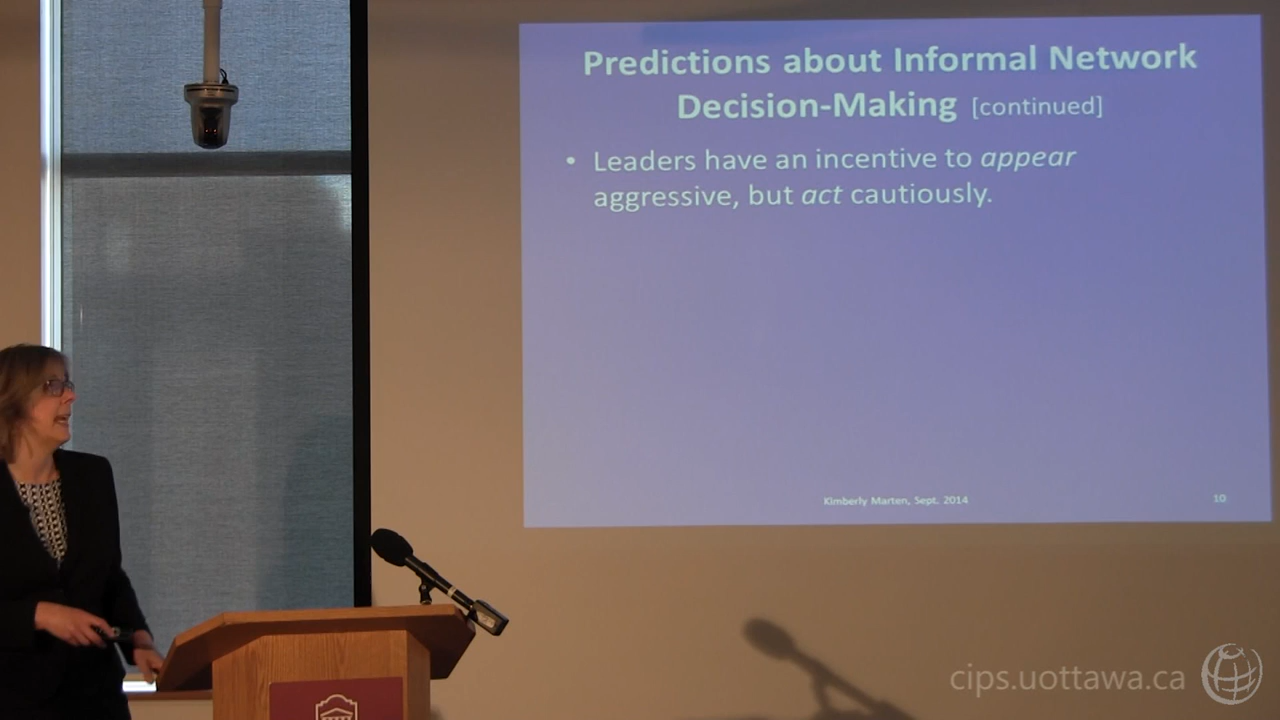 Predictions about Informal Network
Decision-Making [continued]
• Leaders have an incentive to appear
aggressive, but act cautiously.
Kimberly Marten, Sept. 2014
10
cips.uottawa.ca